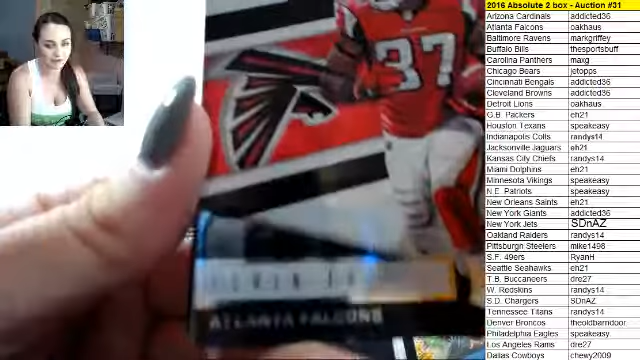 2016 Absolute 2 box - Auction #31
Arizona Cardinals addicted36
Atlanta Falcons oakhaus
Baltimore Ravens markgriffey
Buffalo Bills thesportsbuff
Carolina Panthers maxg
Chicago Bears jetopps
Cincinnati Bengals addicted36
Cleveland Browns addicted36
Detroit Lions oakhaus
G.B. Packers eh21
Houston Texans speakeasy
Indianapolis Colts randys14
Jacksonville Jaguars eh21
Kansas City Chiefs randys14
Miami Dolphins eh21
Minnesota Vikings speakeasy
N.E. Patriots speakeasy
New Orleans Saints eh21
New York Giants addicted36
New York Jets SDnAZ
Oakland Raiders randys14
Pittsburgh Steelers mike1498
S.F. 49ers RyanH
Seattle Seahawks eh21
T.B. Buccaneers dre27
W. Redskins randys14
S.D. Chargers SDnAZ
Tennessee Titans randys14
Denver Broncos theoldbarndoor
Philadelphia Eagles speakeasy
Los Angeles Rams dre27
Dallas Cowboys chewy2009
37
ATLANTA FALCONS